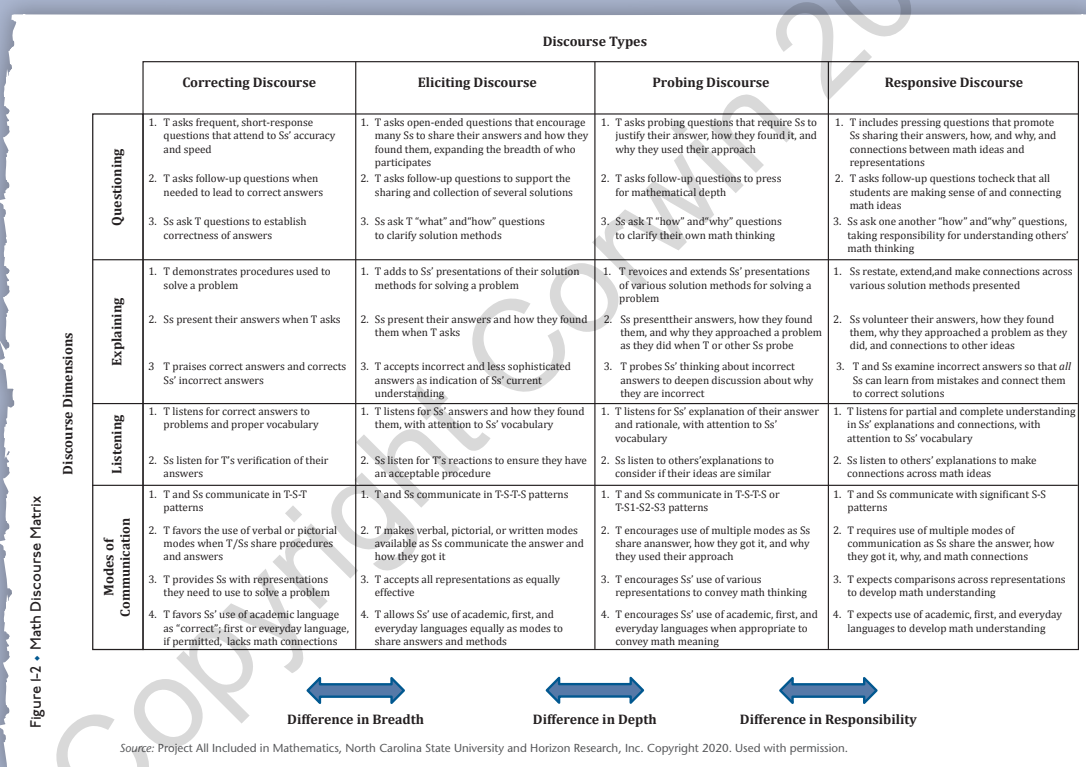 Discourse Types
Correcting Discourse
Eliciting Discourse
Probing Discourse
Responsive Discourse
Discourse Dimensions
Questioning
1. T asks frequent, short-response
questions that attend to Ss' accuracy
and speed
2. T asks follow-up questions when
needed to lead to correct answers
3. Ss ask T questions to establish
correctness of answers
1. T asks open-ended questions that encourage
many Ss to share their answers and how they
found them, expanding the breadth of who
participates
2. T asks follow-up questions to support the
sharing and collection of several solutions
3. Ss ask T "what" and"how" questions
to clarify solution methods
1. T asks probing questions that require Ss to
justify their answer, how they found it, and
why they used their approach
2. T asks follow-up questions to press
for mathematical depth
3. Ss ask T "how" and"why" questions
to clarify their own math thinking
1. T includes pressing questions that promote
Ss sharing their answers, how, and why, and
connections between math ideas and
representations
2. T asks follow-up questions tocheck that all
students are making sense of and connecting
math ideas
3. Ss ask one another "how" and"why" questions,
taking responsibility for understanding others'
math thinking
Explaining
1. T demonstrates procedures used to
solve a problem
2. Ss present their answers when T asks
3 T praises correct answers and corrects
Ss' incorrect answers
1. T adds to Ss' presentations of their solution
methods for solving a problem
2. Ss present their answers and how they found
them when T asks
3. T accepts incorrect and less sophisticated
answers as indication of Ss' current
understanding
1. T revoices and extends Ss' presentations
of various solution methods for solving a
problem
2. Ss presenttheir answers, how they found
them, and why they approached a problem
as they did when T or other Ss probe
3. T probes Ss' thinking about incorrect
answers to deepen discussion about why
they are incorrect
1. Ss restate, extend,and make connections across
various solution methods presented
2. Ss volunteer their answers, how they found
them, why they approached a problem as they
did, and connections to other ideas
3. T and Ss examine incorrect answers so that all
Ss can learn from mistakes and connect them
to correct solutions
Listening
1. T listens for correct answers to
problems and proper vocabulary
2. Ss listen for T's verification of their
answers
1. T listens for Ss' answers and how they found
them, with attention to Ss' vocabulary
2. Ss listen for T's reactions to ensure they have
an acceptable procedure
1. T listens for Ss' explanation of their answer
and rationale, with attention to Ss'
vocabulary
2. Ss listen to others'explanations to
consider if their ideas are similar
1. T listens for partial and complete understanding
in Ss' explanations and connections, with
attention to Ss' vocabulary
2. Ss listen to others' explanations to make
connections across math ideas
Modes of
Communication
1. T and Ss communicate in T-S-T
patterns
2. T favors the use of verbal or pictorial
modes when T/Ss share procedures
and answers
3. T provides Ss with representations
they need to use to solve a problem
4. T favors Ss' use of academic language
as "correct"; first or everyday language,
if permitted, lacks math connections
1. T and Ss communicate in T-S-T-S patterns
2. T makes verbal, pictorial, or written modes
available as Ss communicate the answer and
how they got it
3. T accepts all representations as equally
effective
4. T allows Ss' use of academic, first, and
everyday languages equally as modes to
share answers and methods
1. T and Ss communicate in T-S-T-S or
T-S1-S2-S3 patterns
2. T encourages use of multiple modes as Ss
share ananswer, how they got it, and why
they used their approach
3. T encourages Ss' use of various
representations to convey math thinking
4. T encourages Ss' use of academic, first, and
everyday languages when appropriate to
convey math meaning
1. T and Ss communicate with significant S-S
patterns
2. T requires use of multiple modes of
communication as Ss share the answer, how
they got it, why, and math connections
3. T expects comparisons across representations
to develop math understanding
4. T expects use of academic, first, and everyday
languages to develop math understanding
Difference in Breadth
Difference in Depth
Difference in Responsibility
Figure I-2 • Math Discourse Matrix
Source: Project All Included in Mathematics, North Carolina State University and Horizon Research, Inc. Copyright 2020. Used with permission.
Copyright Corwin 20